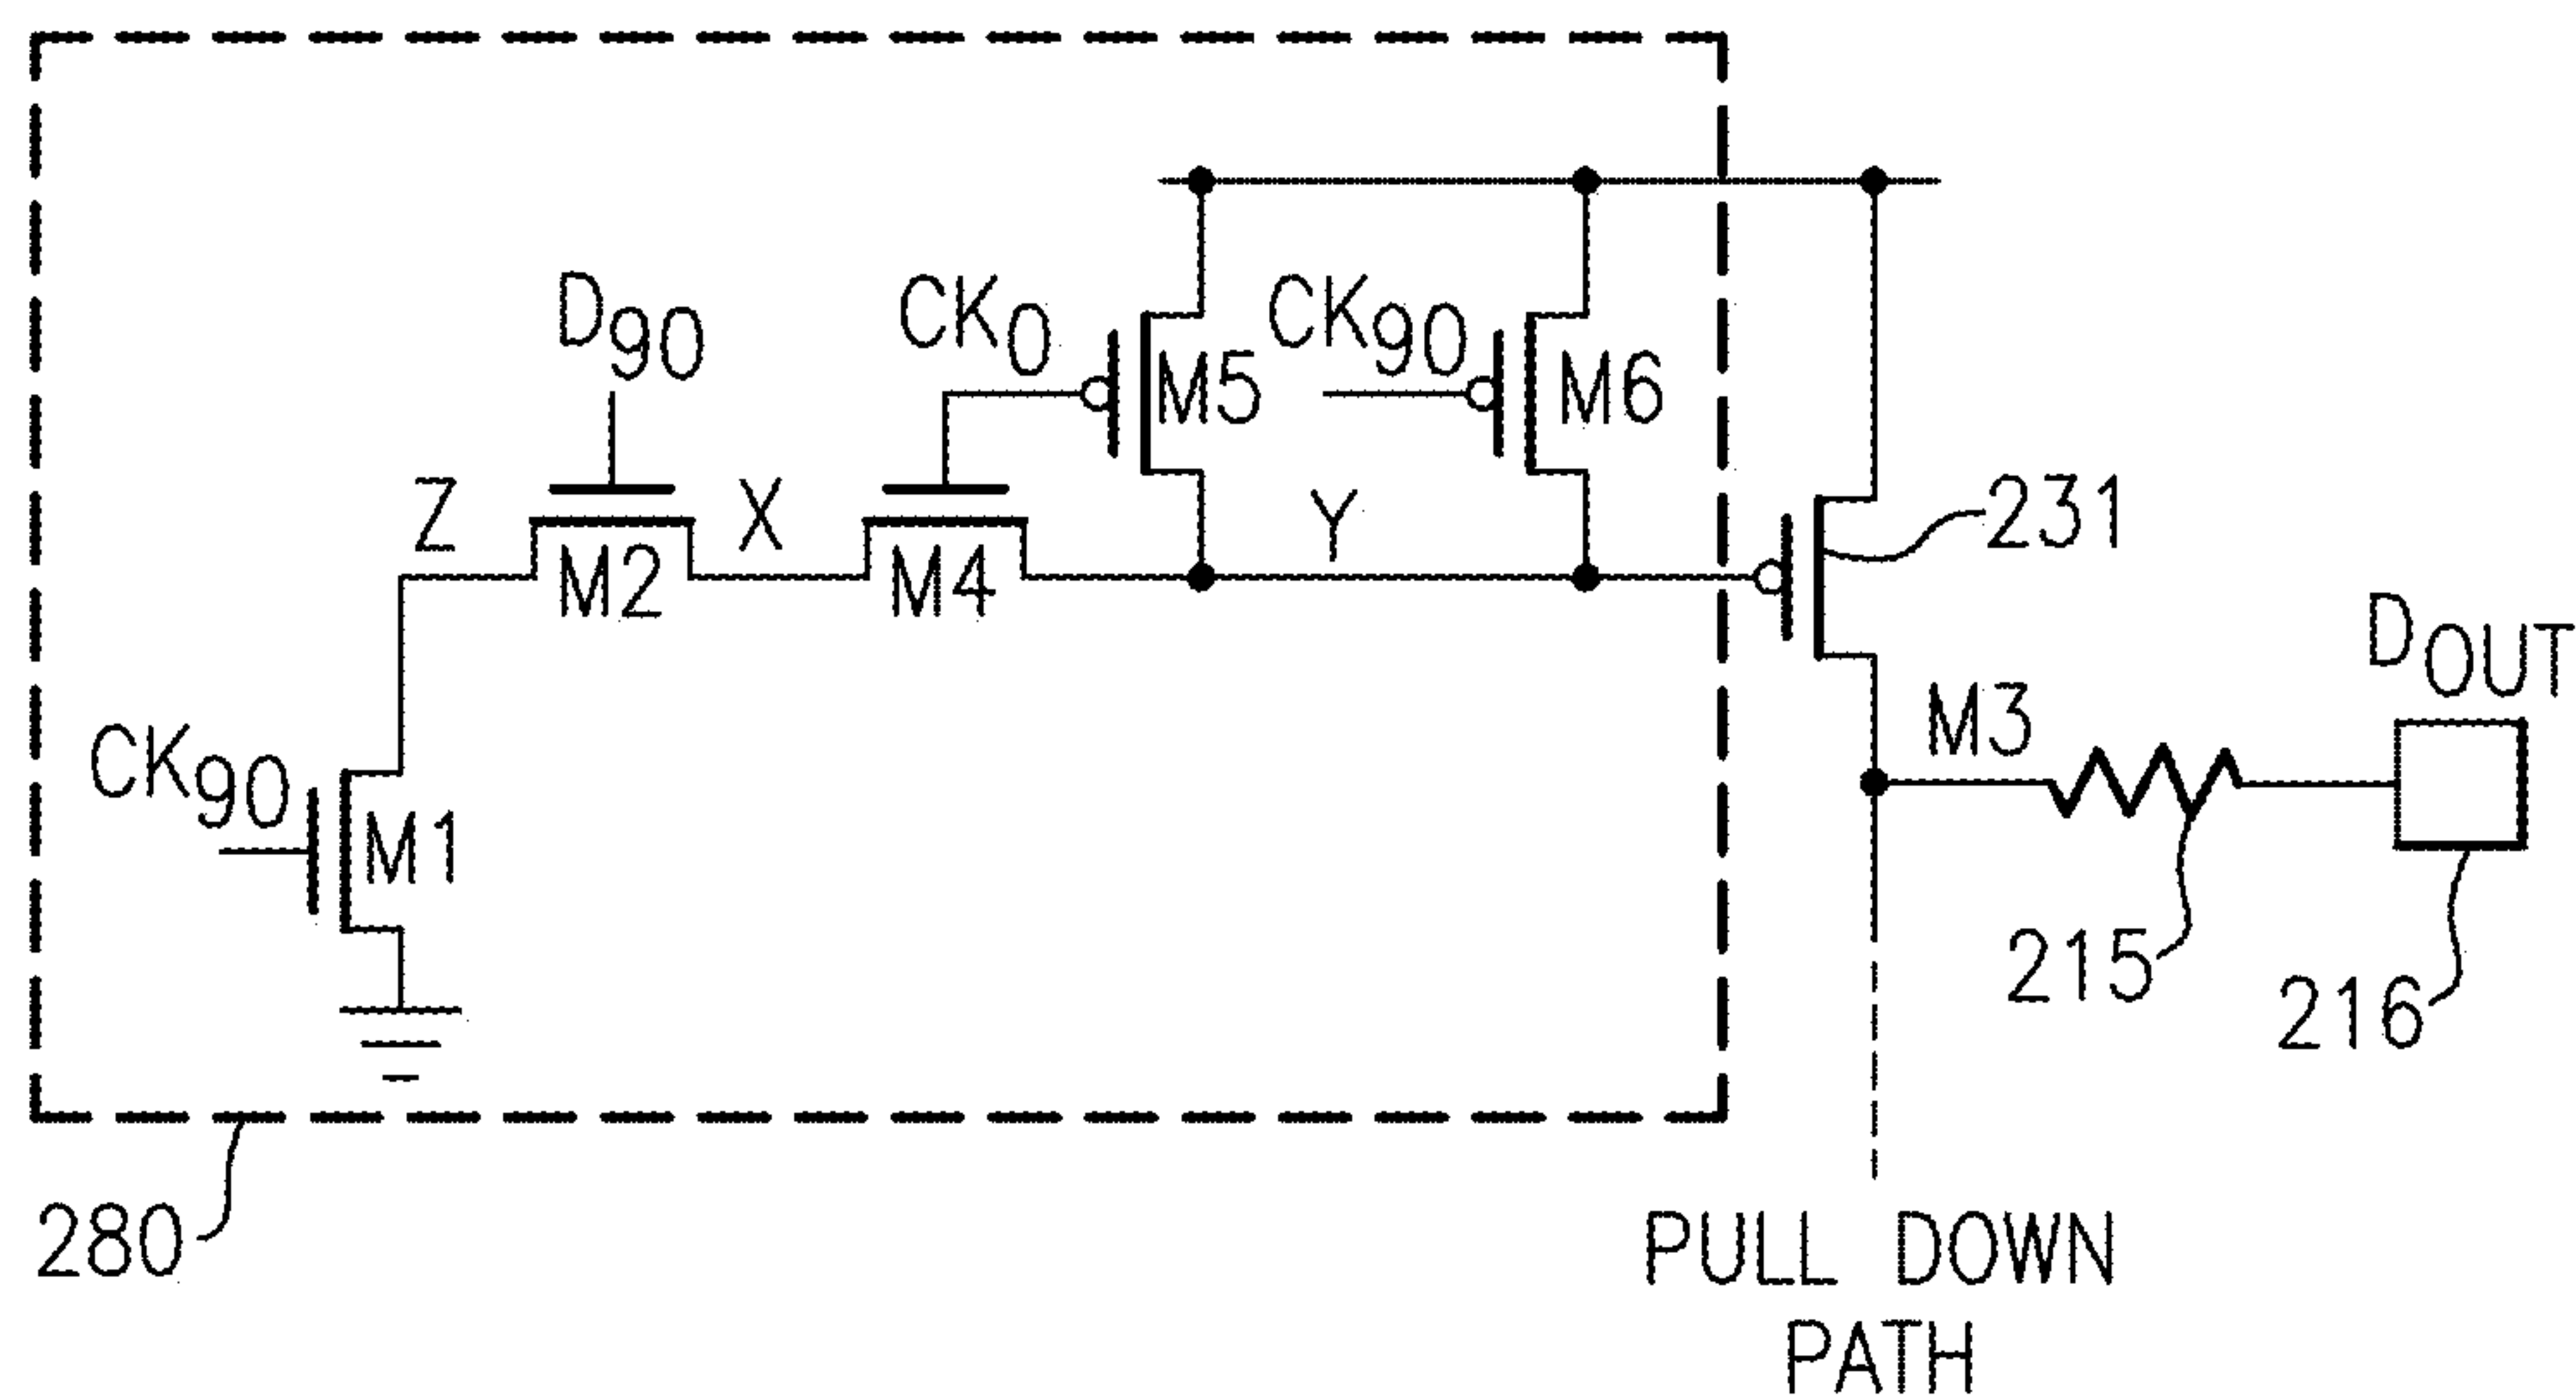 D90
CK0
CK90
M5
M6
Z
X
Y
M2
M4
231
CK90
M1
M3
DOUT
215
216
280
PULL DOWN
PATH